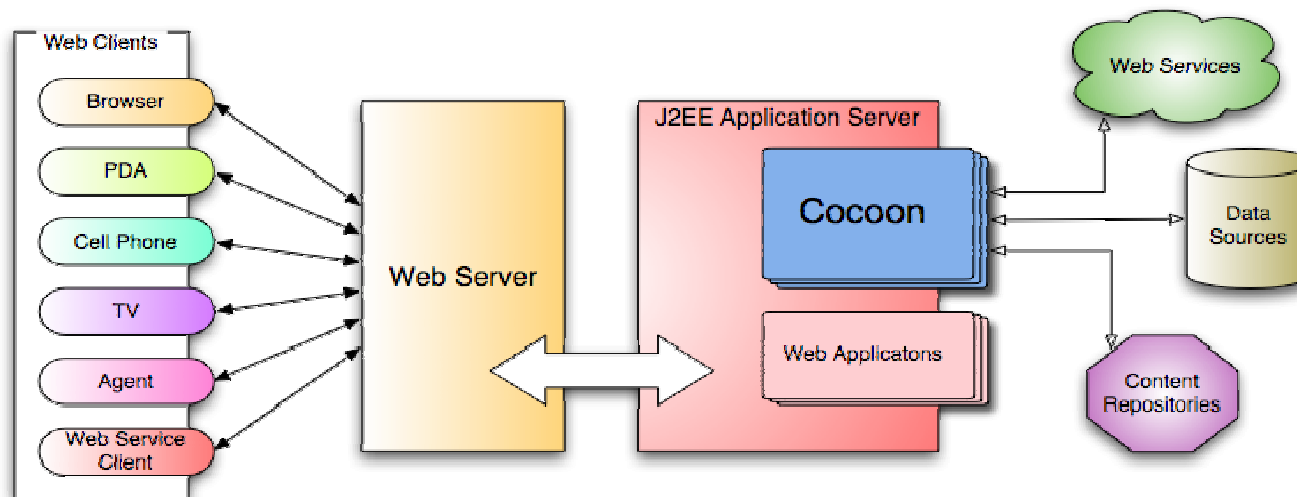 Web Clients
Browser
PDA
Cell Phone
TV
Agent
Web Service
Client
Web Server
J2EE Application Server
Cocoon
Web Applicatons
Web Services
Data
Sources
Content
Repositories